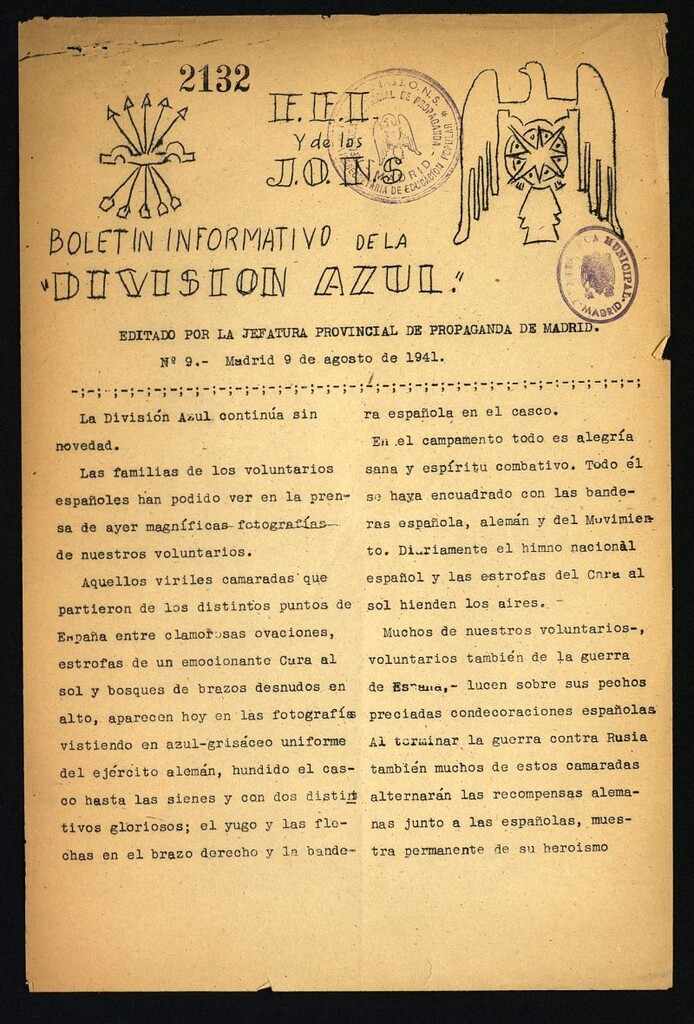 2132
F.E.T.
Y de los
J.O.N.S
BOLETIN INFORMATIVO DE LA
"DIVISION AZUL."
BIBLIOTECA MUNICIPAL
MADRID
EDITADO POR LA JEFATURA PROVINCIAL DE PROPAGANDA DE MADRID.
Nº 9.- Madrid 9 de agosto de 1941.
-;-;-;-;-;-;-;-;-;-;-;-;-;-;-;-;-;-;-;-;-;-;-;-;-;-;-;-;-;-;
La División Azul continúa sin
novedad.
Las familias de los voluntarios
españoles han podido ver en la pren-
sa de ayer magníficas fotografías
de nuestros voluntarios.
Aquellos viriles camaradas que
partieron de los distintos puntos de
España entre clamorosas ovaciones,
estrofas de un emocionante Cara al
sol y bosques de brazos desnudos en
alto, aparecen hoy en las fotografías
vistiendo en azul-grisáceo uniforme
del ejército alemán, hundido el cas-
co hasta las sienes y con dos distin
tivos gloriosos; el yugo y las fle-
chas en el brazo derecho y la bande-
ra española en el casco.
En el campamento todo es alegría
sana y espíritu combativo. Todo él
se haya encuadrado con las bande-
ras española, alemán y del Movimien-
to. Diariamente el himno nacional
español y las estrofas del Cara al
sol hienden los aires.-
Muchos de nuestros voluntarios-,
voluntarios también de la guerra
de España,- lucen sobre sus pechos
preciadas condecoraciones españolas
Al terminar la guerra contra Rusia
también muchos de estos camaradas
alternarán las recompensas alema-
nas junto a las españolas, mues-
tra permanente de su heroismo